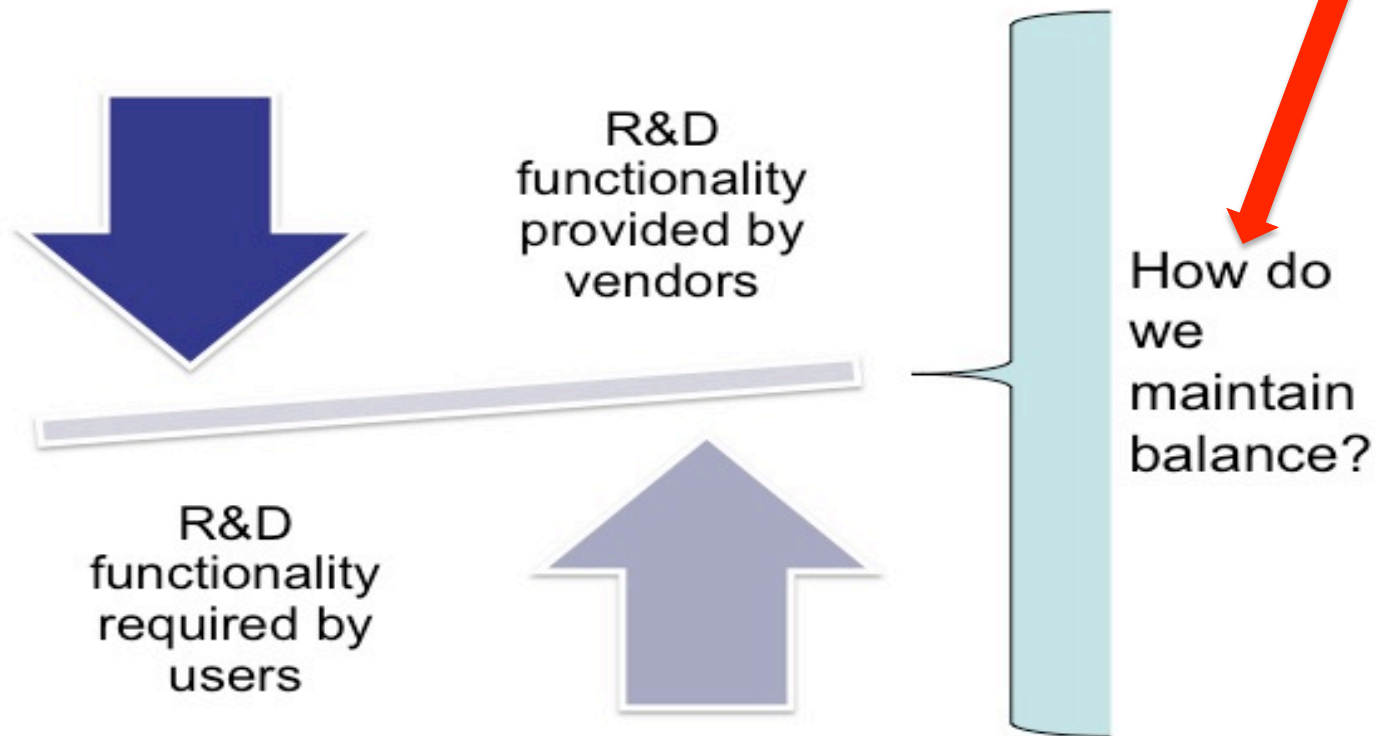 R&D
functionality
provided by
vendors
R&D
functionality
required by
users
How do
we
maintain
balance?